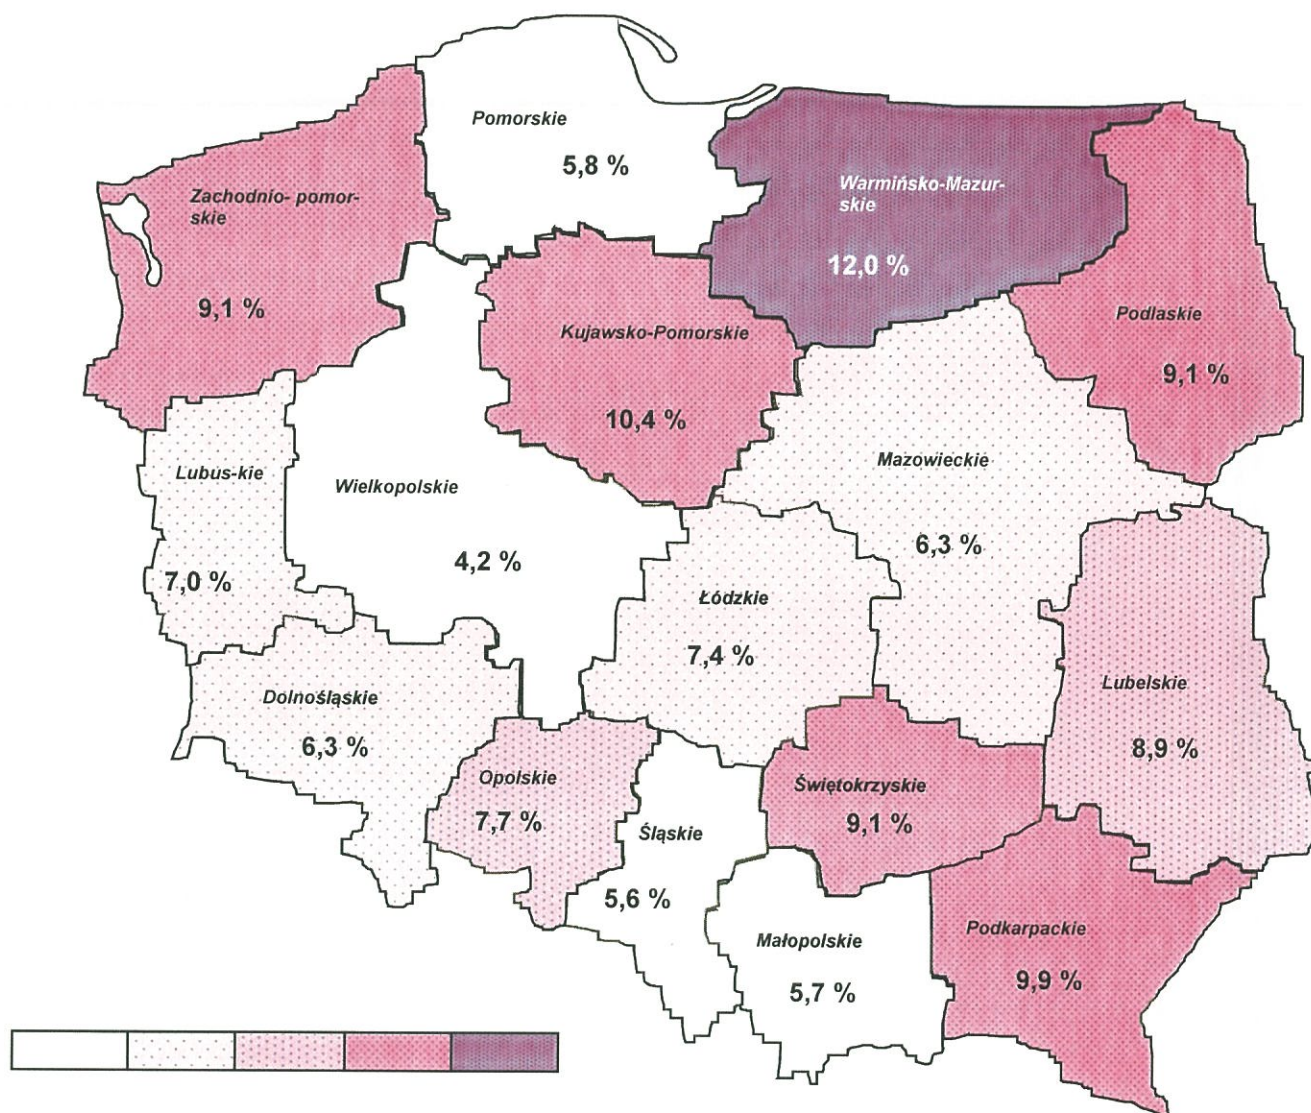 Pomorskie
5,8 %
Zachodnio- pomor-
skie
9,1 %
Warmińsko-Mazur-
skie
12,0 %
Podlaskie
9,1 %
Kujawsko-Pomorskie
10,4 %
Lubus-kie
7,0 %
Wielkopolskie
4,2 %
Mazowieckie
6,3 %
Łódzkie
7,4 %
Dolnośląskie
6,3 %
Lubelskie
8,9 %
Opolskie
7,7 %
Świętokrzyskie
9,1 %
Śląskie
5,6 %
Małopolskie
5,7 %
Podkarpackie
9,9 %